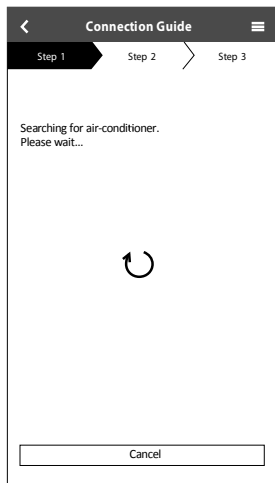 Connection Guide
Step 1 Step 2 Step 3
Searching for air-conditioner.
Please wait...
Cancel